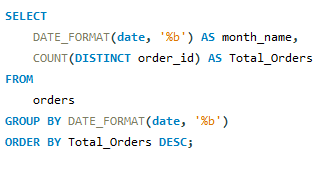 SELECT
DATE_FORMAT(date, '%b') AS month_name,
COUNT(DISTINCT order_id) AS Total_Orders
FROM
orders
GROUP BY DATE_FORMAT(date, '%b')
ORDER BY Total_Orders DESC;